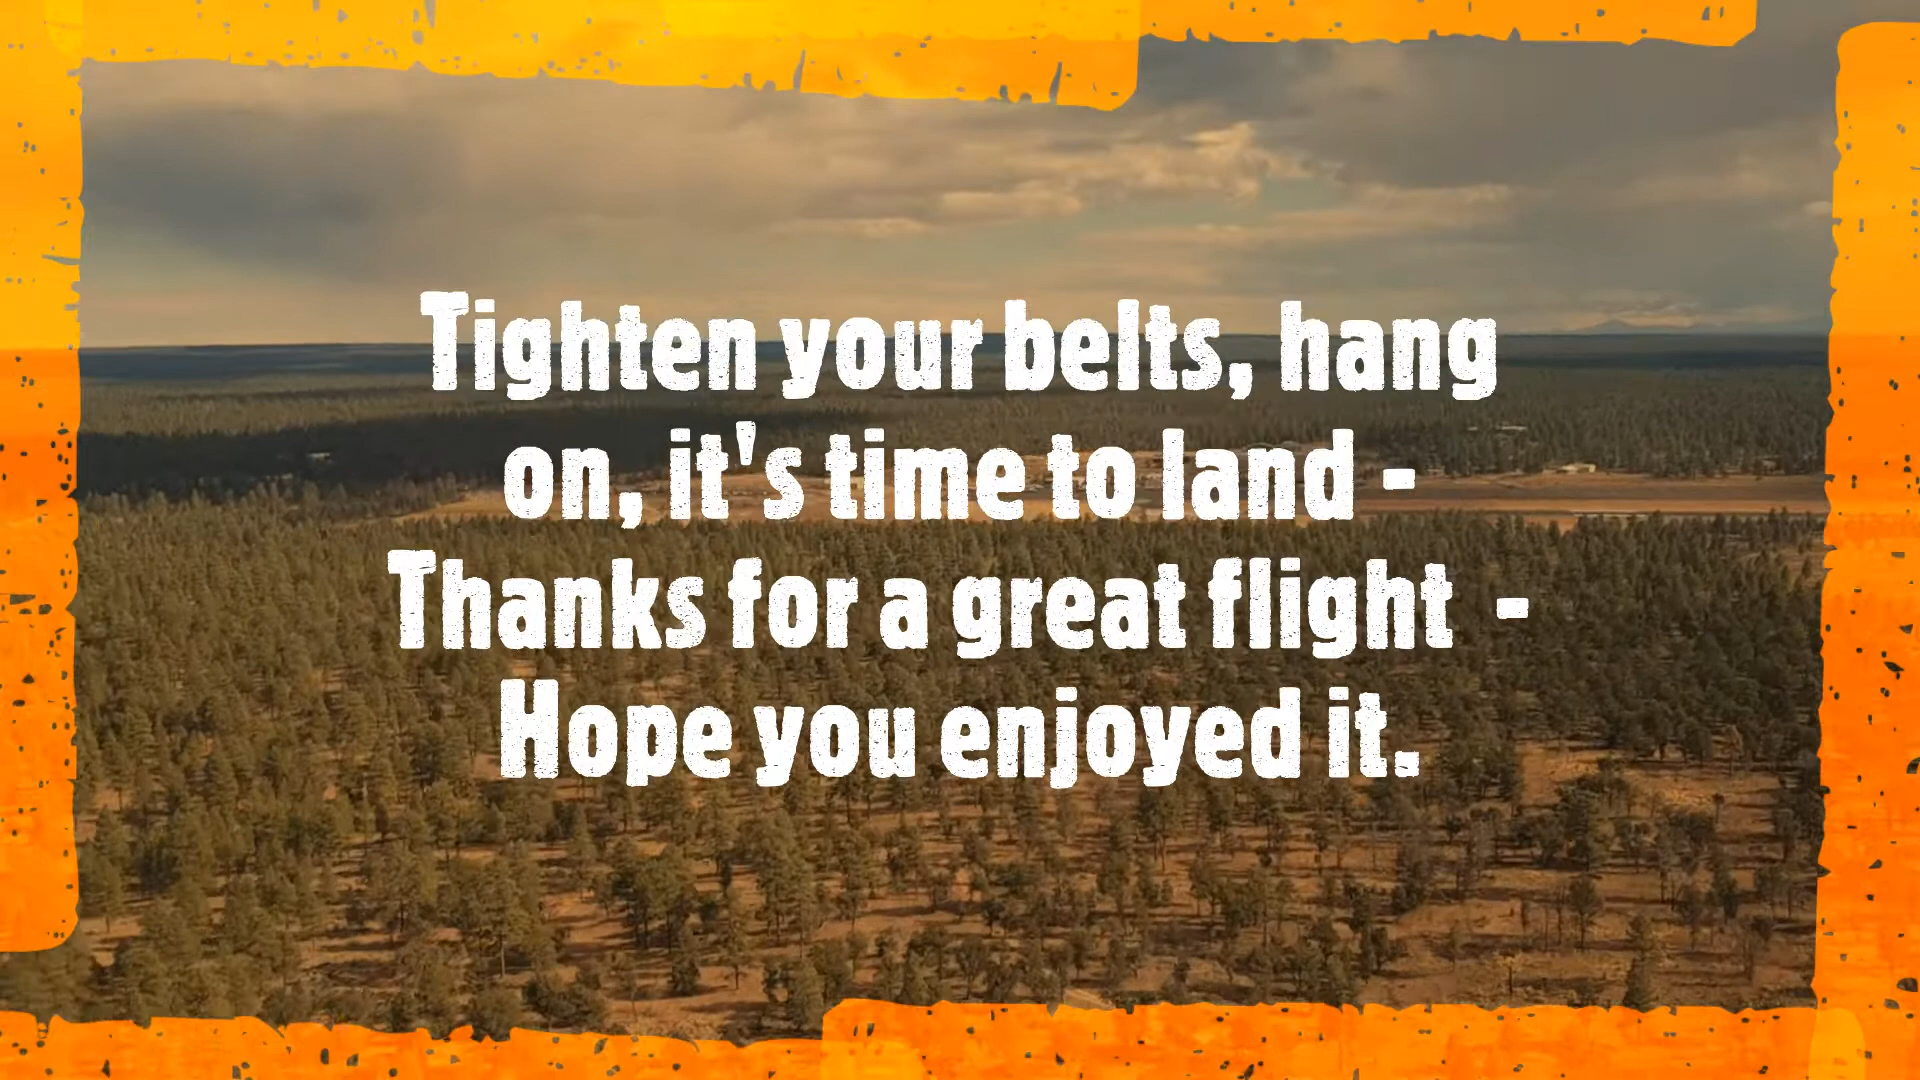 Tighten your belts, hang
on, it's time to land -
Thanks for a great flight -
Hope you enjoyed it.